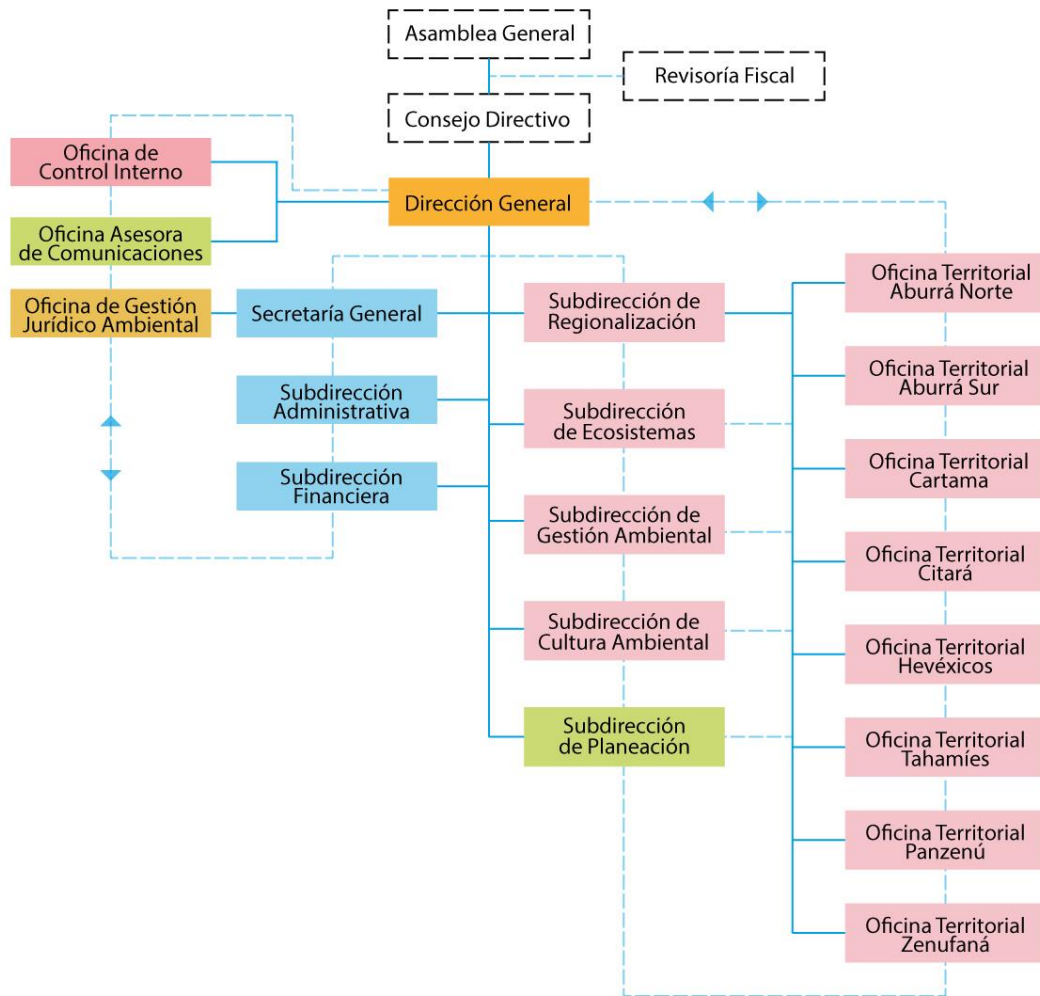 Asamblea General
Revisoría Fiscal
Consejo Directivo
Oficina de
Control Interno
Dirección General
Oficina Asesora
de Comunicaciones
Oficina de Gestión
Jurídico Ambiental
Secretaría General
Subdirección
Administrativa
Subdirección
Financiera
Subdirección de
Regionalización
Subdirección
de Ecosistemas
Subdirección de
Gestión Ambiental
Subdirección de
Cultura Ambiental
Subdirección
de Planeación
Oficina Territorial
Aburrá Norte
Oficina Territorial
Aburrá Sur
Oficina Territorial
Cartama
Oficina Territorial
Citará
Oficina Territorial
Hevéxicos
Oficina Territorial
Tahamíes
Oficina Territorial
Panzenú
Oficina Territorial
Zenufaná